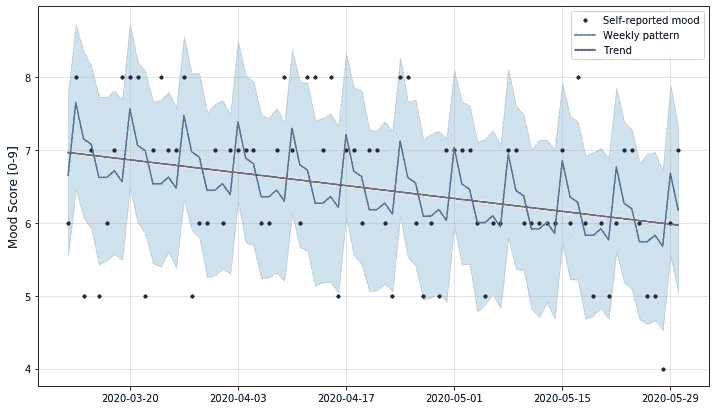 Self-reported mood
Weekly pattern
Trend
Mood Score [0-9]
8
7
6
5
4
2020-03-20
2020-04-03
2020-04-17
2020-05-01
2020-05-15
2020-05-29